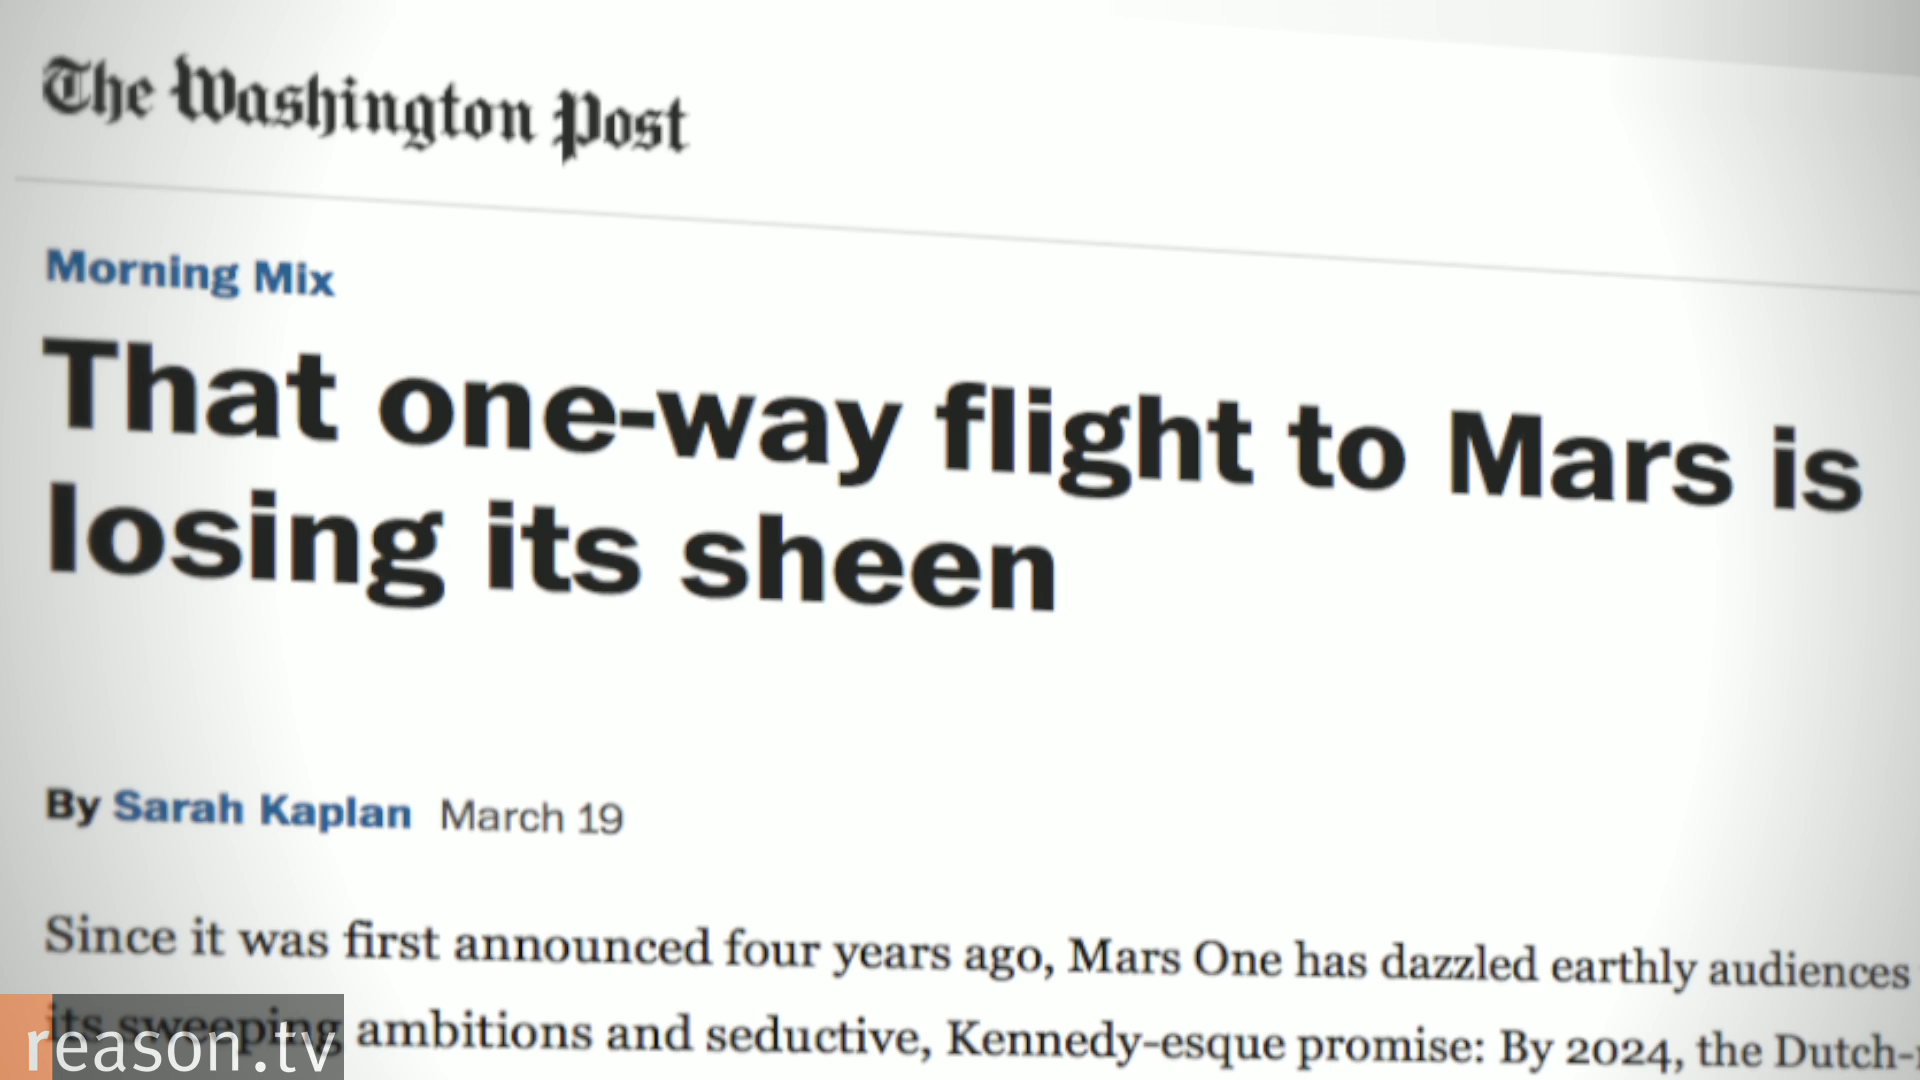 The Washington Post
Morning Mix
That one-way flight to Mars is
losing its sheen
By Sarah Kaplan March 19
Since it was first announced four years ago, Mars One has dazzled earthly audiences
its sweeping ambitions and seductive, Kennedy-esque promise: By 2024, the Dutch-
reason.tv